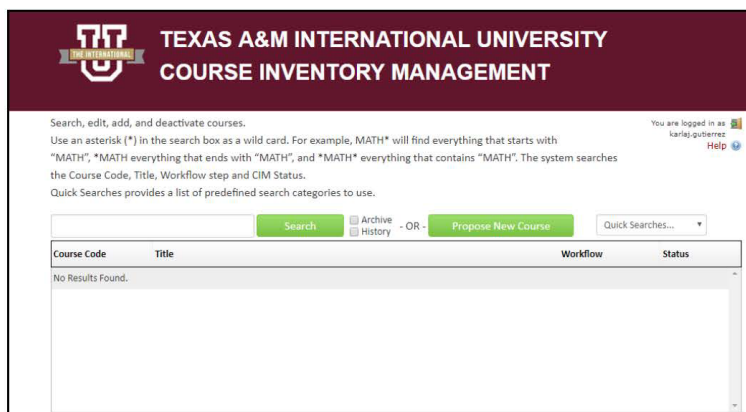 THE INTERNATIONAL
U
TEXAS A&M INTERNATIONAL UNIVERSITY
COURSE INVENTORY MANAGEMENT
Search, edit, add, and deactivate courses.
Use an asterisk (*) in the search box as a wild card. For example, MATH* will find everything that starts with
"MATH", *MATH everything that ends with "MATH", and *MATH* everything that contains "MATH". The system searches
the Course Code, Title, Workflow step and CIM Status.
Quick Searches provides a list of predefined search categories to use.
You are logged in as
karlaj.gutierrez
Help
Search
Archive
History
- OR -
Propose New Course
Quick Searches...
Course Code Title Workflow Status
No Results Found.